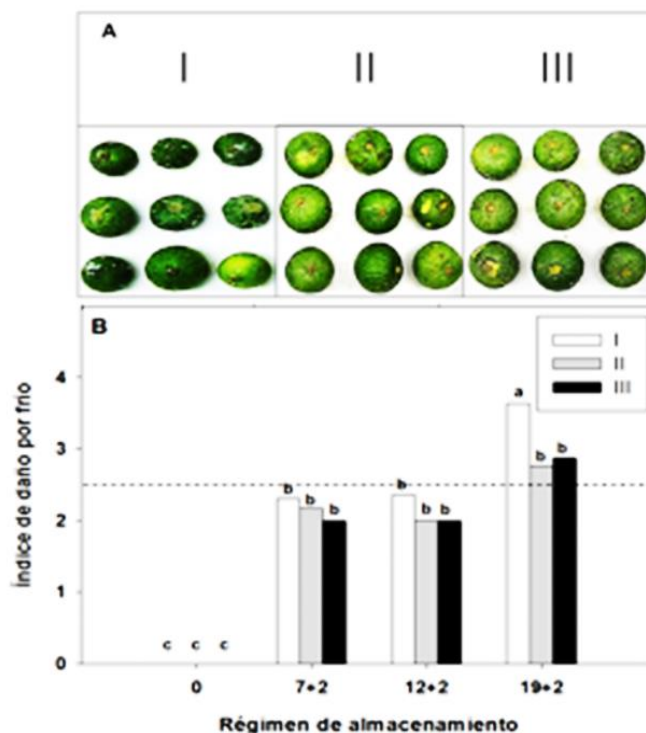 A
I II III
B
I
II
III
4
3
2
1
0
a
b b
b b b
b b b
c c c
0 7+2 12+2 19+2
Índice de daño por frío
Régimen de almacenamiento